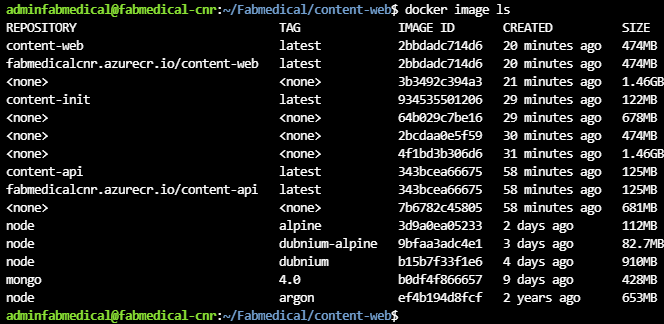 adminfabmedical@fabmedical-cnr:~/Fabmedical/content-web$ docker image ls
REPOSITORY TAG IMAGE ID CREATED SIZE
content-web latest 2bbdadc714d6 20 minutes ago 474MB
fabmedicalcnr.azurecr.io/content-web latest 2bbdadc714d6 20 minutes ago 474MB
<none> <none> 3b3492c394a3 21 minutes ago 1.46GB
content-init latest 934535501206 29 minutes ago 122MB
<none> <none> 64b029c7be16 29 minutes ago 678MB
<none> <none> 2bcdaa0e5f59 30 minutes ago 474MB
<none> <none> 4f1bd3b306d6 31 minutes ago 1.46GB
content-api latest 343bcea66675 58 minutes ago 125MB
fabmedicalcnr.azurecr.io/content-api latest 343bcea66675 58 minutes ago 125MB
<none> <none> 7b6782c45805 58 minutes ago 681MB
node alpine 3d9a0ea05233 2 days ago 112MB
node dubnium-alpine 9bfaa3adc4e1 3 days ago 82.7MB
node dubnium b15b7f33f1e6 4 days ago 910MB
mongo 4.0 b0df4f866657 9 days ago 428MB
node argon ef4b194d8fcf 2 years ago 653MB
adminfabmedical@fabmedical-cnr:~/Fabmedical/content-web$